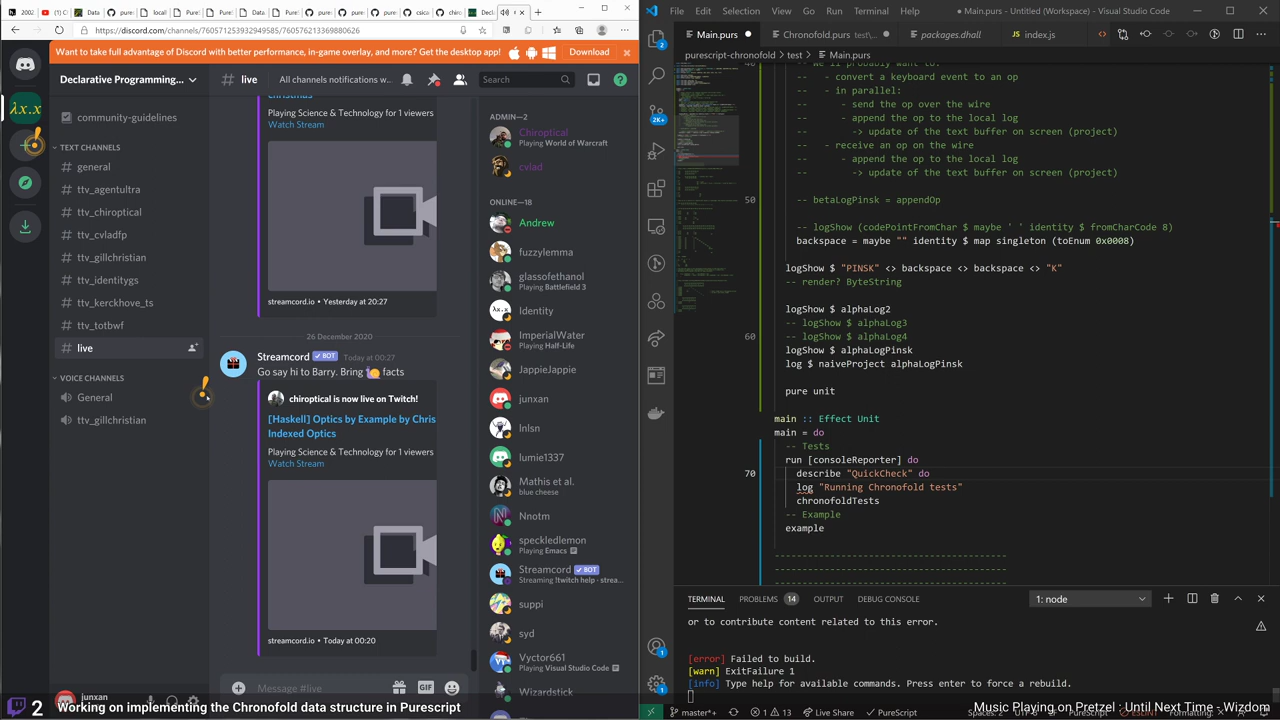 https://discord.com/channels/760571253932949585/760576213369880626
Want to take full advantage of Discord with better performance, in-game overlay, and more? Get the desktop app!
Download
Declarative Programming...
live
All channels notifications w...
Search
community-guidelines
TEXT CHANNELS
general
ttv_agentultra
ttv_chiroptical
ttv_cvladfp
ttv_gillchristian
ttv_identitygs
ttv_kerckhove_ts
ttv_totbwf
live
VOICE CHANNELS
General
ttv_gillchristian
junxan
christmas
Playing Science & Technology for 1 viewers
Watch Stream
streamcord.io • Yesterday at 20:27
26 December 2020
Streamcord BOT Today at 00:27
Go say hi to Barry. Bring facts
chiroptical is now live on Twitch!
[Haskell] Optics by Example by Chris
Indexed Optics
Playing Science & Technology for 1 viewers
Watch Stream
streamcord.io • Today at 00:20
Message #live
GIF
ADMIN—2
Chiroptical
Playing World of Warcraft
cvlad
ONLINE—18
Andrew
fuzzylemma
glassofethanol
Battlefield 3
Identity
ImperialWater
Playing Half-Life
JappieJappie
junxan
lnlsn
lumie1337
Mathis et al.
blue cheese
Nnotm
speckledlemon
Playing Emacs
Streamcord BOT
Streaming !twitch help · strea...
suppi
syd
Vyctor661
Playing Visual Studio Code
Wizardstick
File Edit Selection View Go Run Terminal Help
● Main.purs - Untitled (Workspace) - Visual Studio Code
Main.purs
Chronofold.purs test\...
packages.dhall
index.js
purescript-chronofold > test > Main.purs
-- we'll probably want to:
-- - convert a keyboard event to an op
-- - in parallel:
-- - send the op over the wire
-- - append the op to the local log
-- -> update of the text buffer on screen (project)
-- - receive an op on the wire
-- - append the op to the local log
-- -> update of the text buffer on screen (project)
50 -- betaLogPinsk = appendOp
-- logShow (codePointFromChar $ maybe ' ' identity $ fromCharCode 8)
backspace = maybe "" identity $ map singleton (toEnum 0x0008)
logShow $ "PINSK" <> backspace <> backspace <> "K"
-- render? ByteString
logShow $ alphaLog2
-- logShow $ alphaLog3
60 -- logShow $ alphaLog4
logShow $ alphaLogPinsk
log $ naiveProject alphaLogPinsk
pure unit
main :: Effect Unit
main = do
-- Tests
run [consoleReporter] do
70 describe "QuickCheck" do
log "Running Chronofold tests"
chronofoldTests
-- Example
example
-----------------------------------------
-----------------------------------------
-----------------------------------------
TERMINAL PROBLEMS 14 OUTPUT DEBUG CONSOLE
1: node
or to contribute content related to this error.
[error] Failed to build.
[warn] ExitFailure 1
[info] Type help for available commands. Press enter to force a rebuild.
2K+
2
Working on implementing the Chronofold data structure in Purescript
master*+
1
13
Live Share
PureScript
Music Playing on Pretzel - Until Next Time - Wizdom